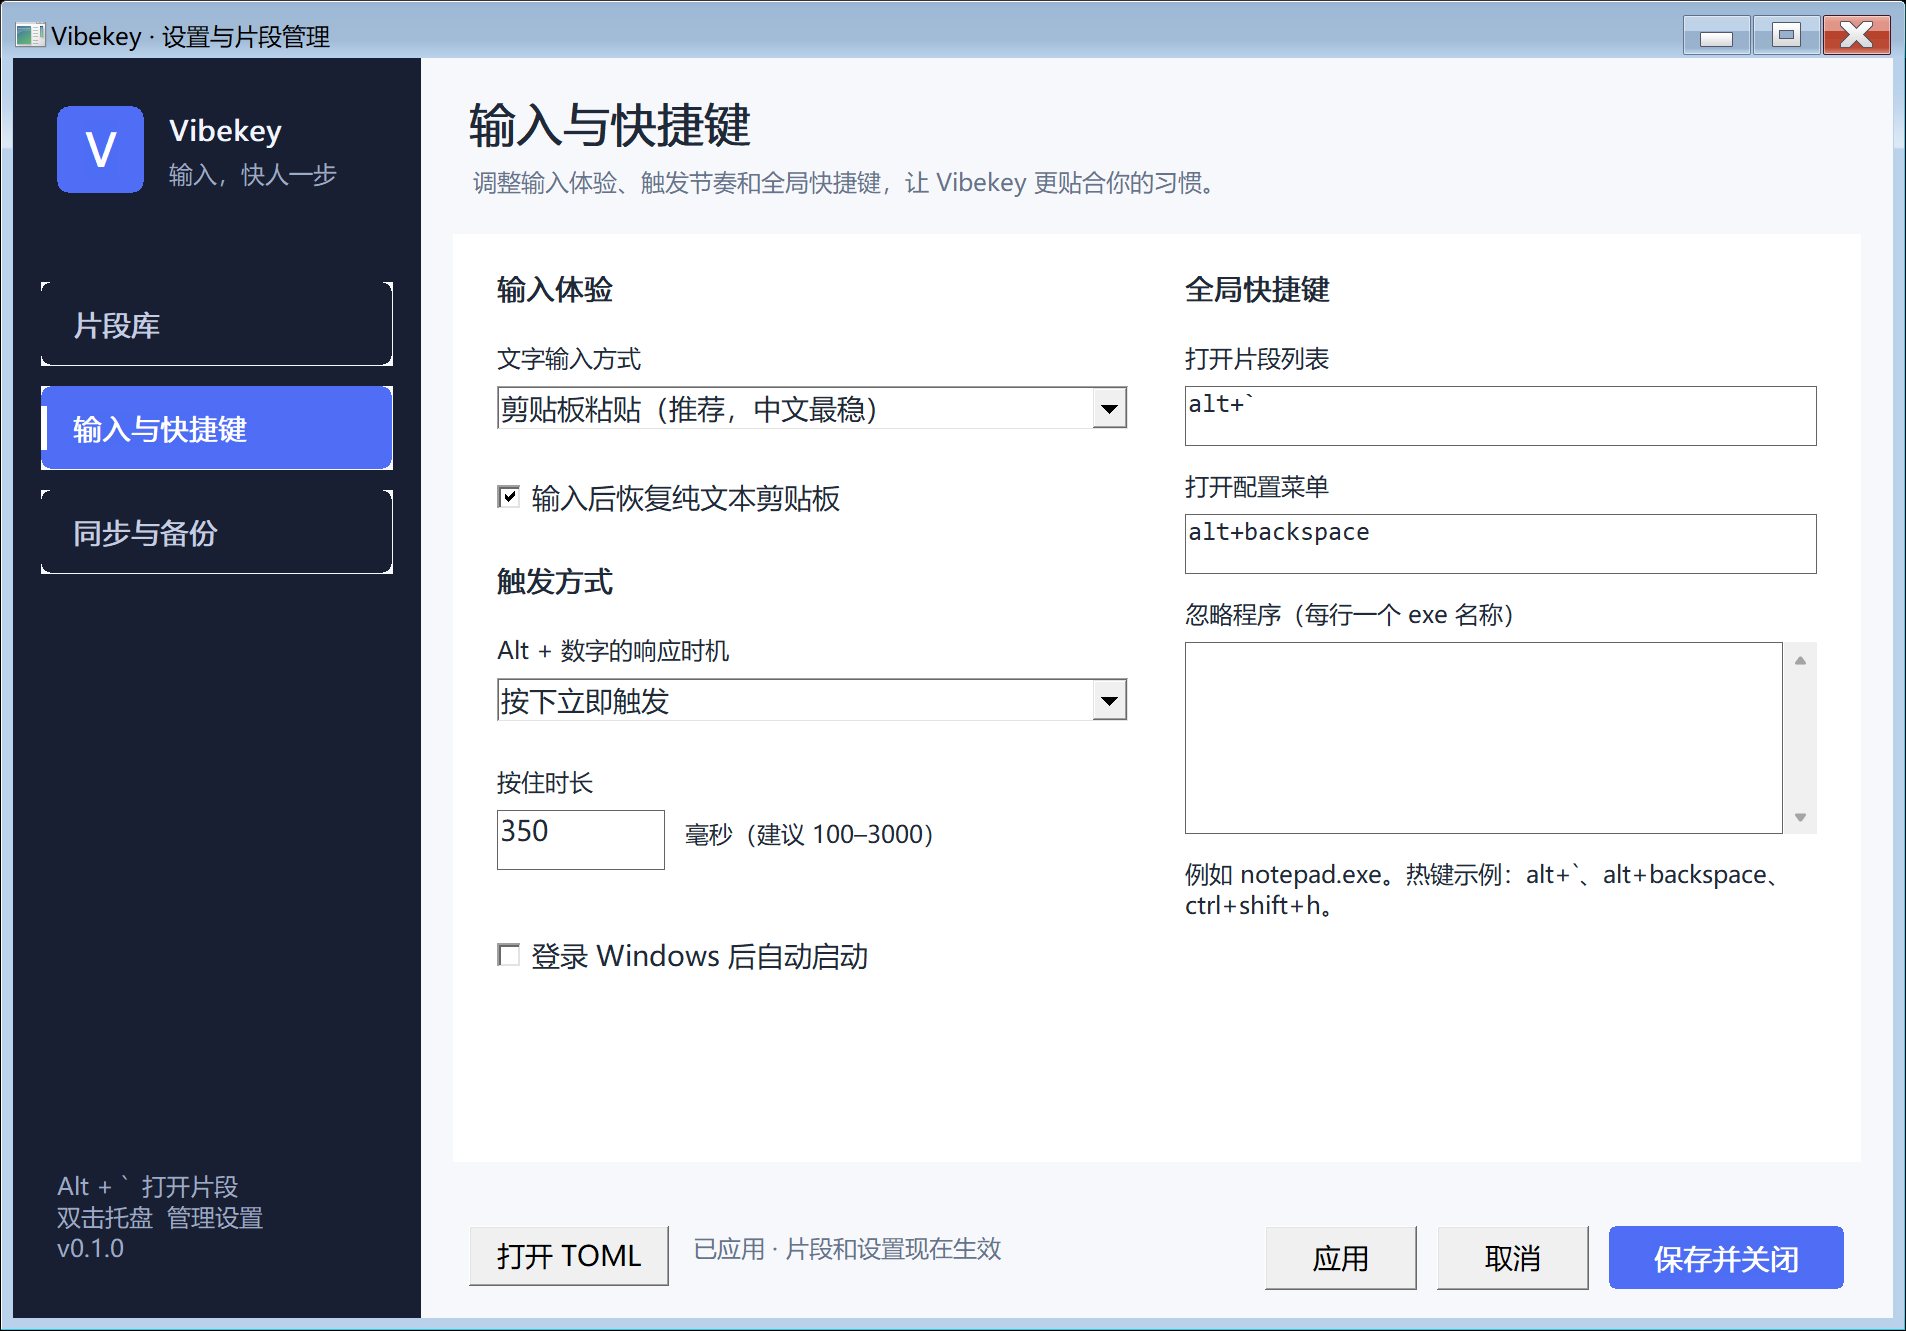 Vibekey · 设置与片段管理
V
Vibekey
输入，快人一步
片段库
输入与快捷键
同步与备份
Alt + ` 打开片段
双击托盘 管理设置
v0.1.0
输入与快捷键
调整输入体验、触发节奏和全局快捷键，让 Vibekey 更贴合你的习惯。
输入体验
文字输入方式
剪贴板粘贴（推荐，中文最稳）
输入后恢复纯文本剪贴板
触发方式
Alt + 数字的响应时机
按下立即触发
按住时长
350
毫秒（建议 100–3000）
登录 Windows 后自动启动
全局快捷键
打开片段列表
alt+`
打开配置菜单
alt+backspace
忽略程序（每行一个 exe 名称）
例如 notepad.exe。热键示例：alt+`、alt+backspace、
ctrl+shift+h。
打开 TOML
已应用 · 片段和设置现在生效
应用
取消
保存并关闭